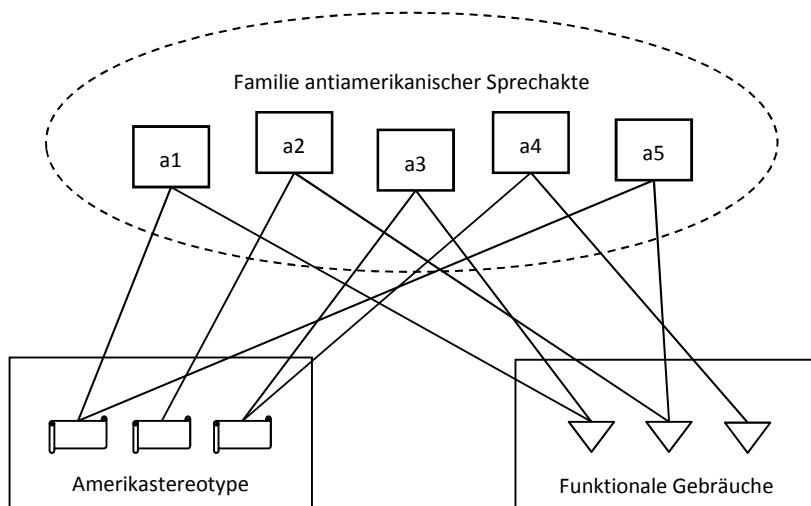 Familie antiamerikanischer Sprechakte
a1
a2
a3
a4
a5
Amerikastereotype
Funktionale Gebräuche